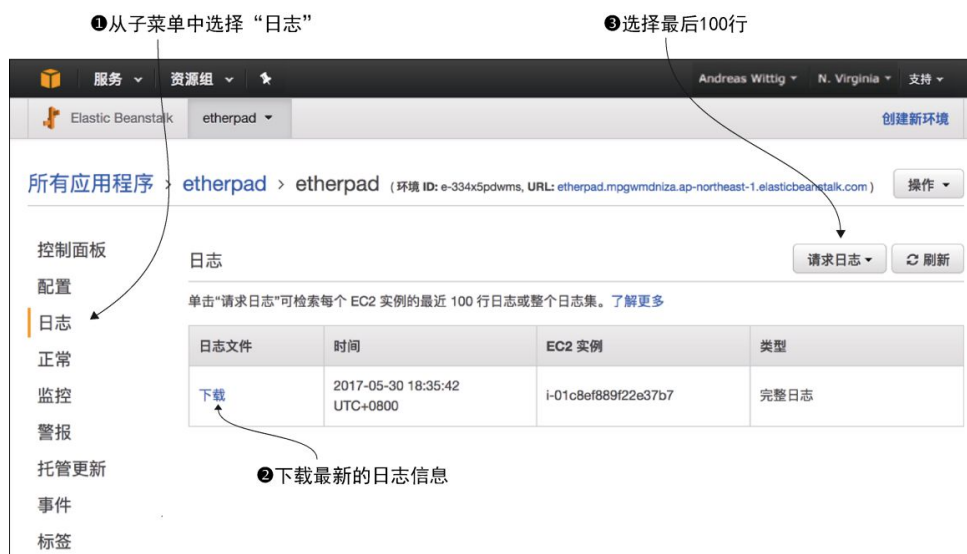 ❶从子菜单中选择“日志” ❸选择最后100行
服务 资源组 Andreas Wittig N. Virginia 支持
Elastic Beanstalk etherpad 创建新环境
所有应用程序 > etherpad > etherpad (环境 ID: e-334x5pdwms, URL: etherpad.mpgwmdniza.ap-northeast-1.elasticbeanstalk.com) 操作
控制面板
日志 请求日志 刷新
配置
单击“请求日志”可检索每个 EC2 实例的最近 100 行日志或整个日志集。了解更多
日志
日志文件 时间 EC2 实例 类型
正常
监控
下载 2017-05-30 18:35:42 i-01c8ef889f22e37b7 完整日志
UTC+0800
警报
托管更新
❷下载最新的日志信息
事件
标签